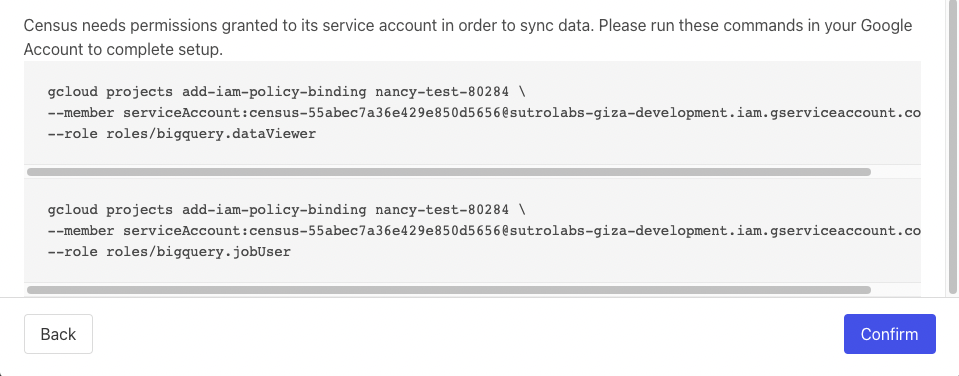 Census needs permissions granted to its service account in order to sync data. Please run these commands in your Google
Account to complete setup.
gcloud projects add-iam-policy-binding nancy-test-80284 \
--member serviceAccount:census-55abec7a36e429e850d5656@sutrolabs-giza-development.iam.gserviceaccount.co
--role roles/bigquery.dataViewer
gcloud projects add-iam-policy-binding nancy-test-80284 \
--member serviceAccount:census-55abec7a36e429e850d5656@sutrolabs-giza-development.iam.gserviceaccount.co
--role roles/bigquery.jobUser
Back
Confirm